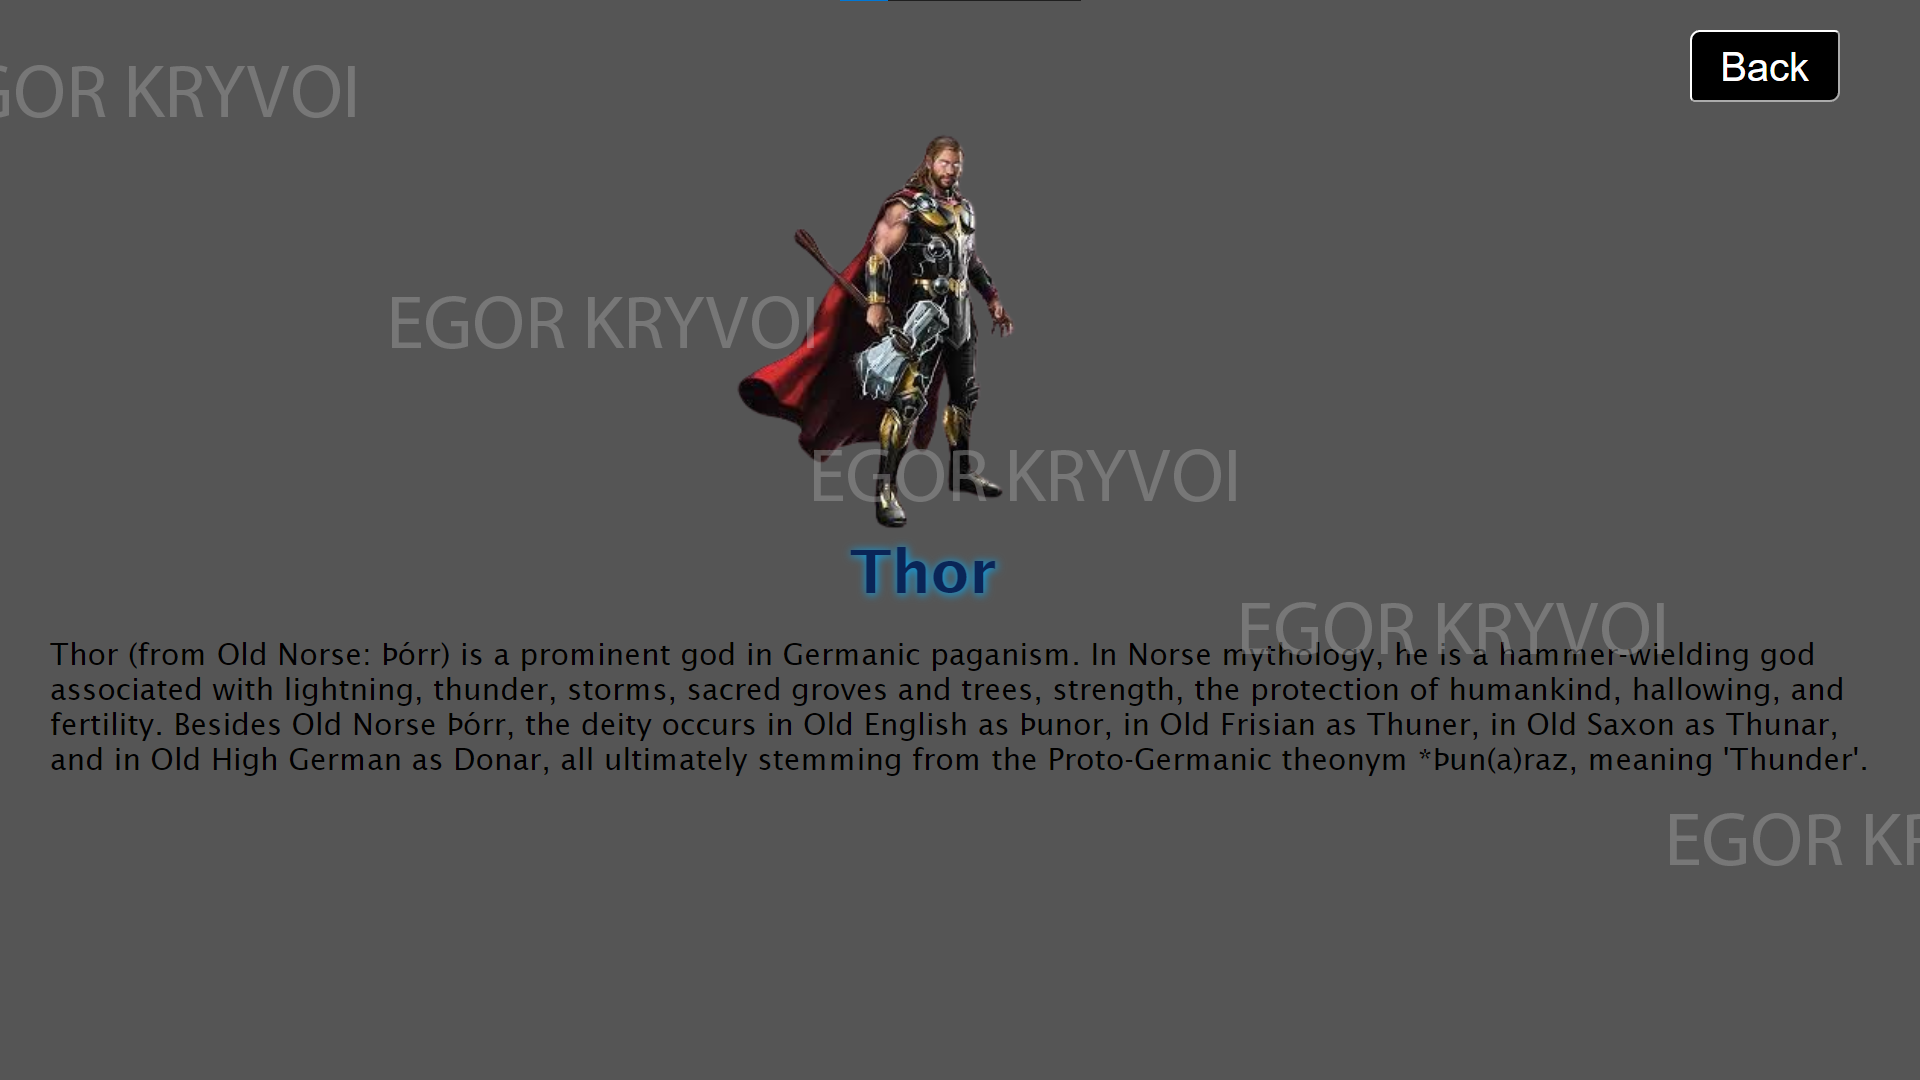 Back
EGOR KRYVOI
EGOR KRYVOI
EGOR KRYVOI
Thor
EGOR KRYVOI
Thor (from Old Norse: Þórr) is a prominent god in Germanic paganism. In Norse mythology, he is a hammer-wielding god
associated with lightning, thunder, storms, sacred groves and trees, strength, the protection of humankind, hallowing, and
fertility. Besides Old Norse Þórr, the deity occurs in Old English as Þunor, in Old Frisian as Thuner, in Old Saxon as Thunar,
and in Old High German as Donar, all ultimately stemming from the Proto-Germanic theonym *Þun(a)raz, meaning 'Thunder'.
EGOR KR